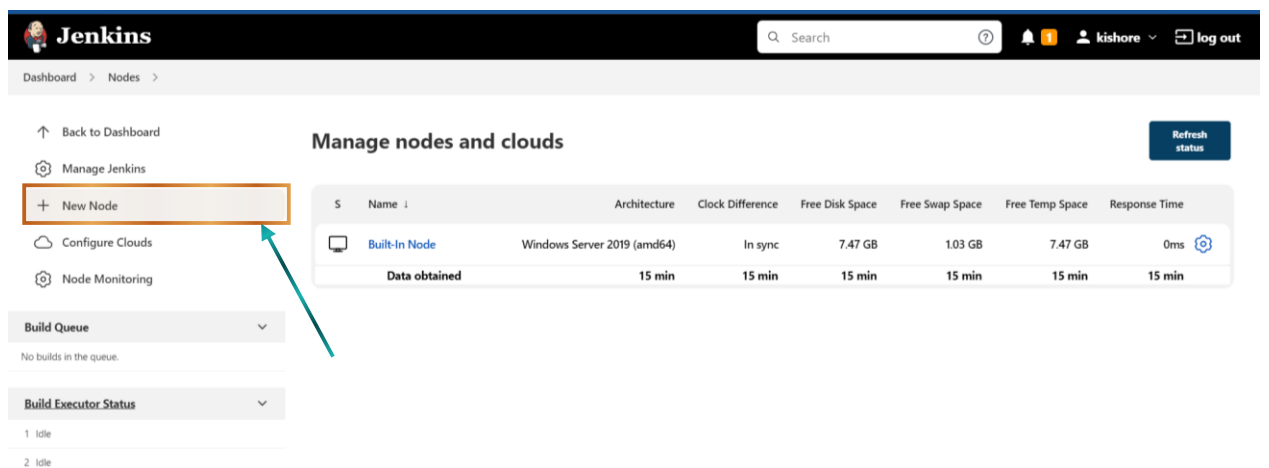 Jenkins
Search
1
kishore
log out
Dashboard > Nodes >
Back to Dashboard
Manage Jenkins
New Node
Configure Clouds
Node Monitoring
Build Queue
No builds in the queue.
Build Executor Status
1 Idle
2 Idle
Manage nodes and clouds
Refresh
status
S Name ↓ Architecture Clock Difference Free Disk Space Free Swap Space Free Temp Space Response Time
Built-In Node Windows Server 2019 (amd64) In sync 7.47 GB 1.03 GB 7.47 GB 0ms
Data obtained 15 min 15 min 15 min 15 min 15 min 15 min